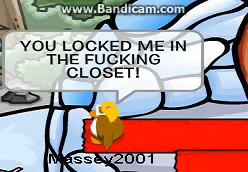 www.Bandicam.com
YOU LOCKED ME IN
THE FUCKING
CLOSET!
Massey2001